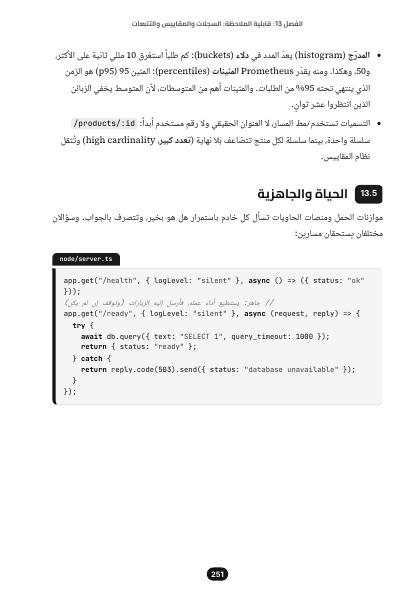 الفصل 13: قابلية الملاحظة: السجلات والمقاييس والتتبعات
• المدرّج (histogram) يعدّ المدد في دلاء (buckets): كم طلباً استغرق 10 مللي ثانية على الأكثر،
و50، وهكذا. ومنه يقدّر Prometheus المئينات (percentiles): المئين 95 (p95) هو الزمن
الذي ينتهي تحته 95% من الطلبات. والمئينات أهم من المتوسطات، لأن المتوسط يخفي الزبائن
الذين انتظروا عشر ثوانٍ.
• التسميات تستخدم نمط المسار، لا العنوان الحقيقي ولا رقم مستخدم أبداً: /products/:id
سلسلة واحدة، بينما سلسلة لكل منتج تتضاعف بلا نهاية (تعدد كبير، high cardinality) وتُثقل
نظام المقاييس.
13.5 الحياة والجاهزية
موازنات الحمل ومنصات الحاويات تسأل كل خادم باستمرار هل هو بخير، وتتصرف بالجواب. وسؤالان
مختلفان يستحقان مسارين:
node/server.ts
app.get("/health", { logLevel: "silent" }, async () => ({ status: "ok"
}));
// جاهز: يستطيع أداء عمله، فأرسل إليه الزيارات (وتوقف إن لم يكن)
app.get("/ready", { logLevel: "silent" }, async (request, reply) => {
  try {
    await db.query({ text: "SELECT 1", query_timeout: 1000 });
    return { status: "ready" };
  } catch {
    return reply.code(503).send({ status: "database unavailable" });
  }
});
251